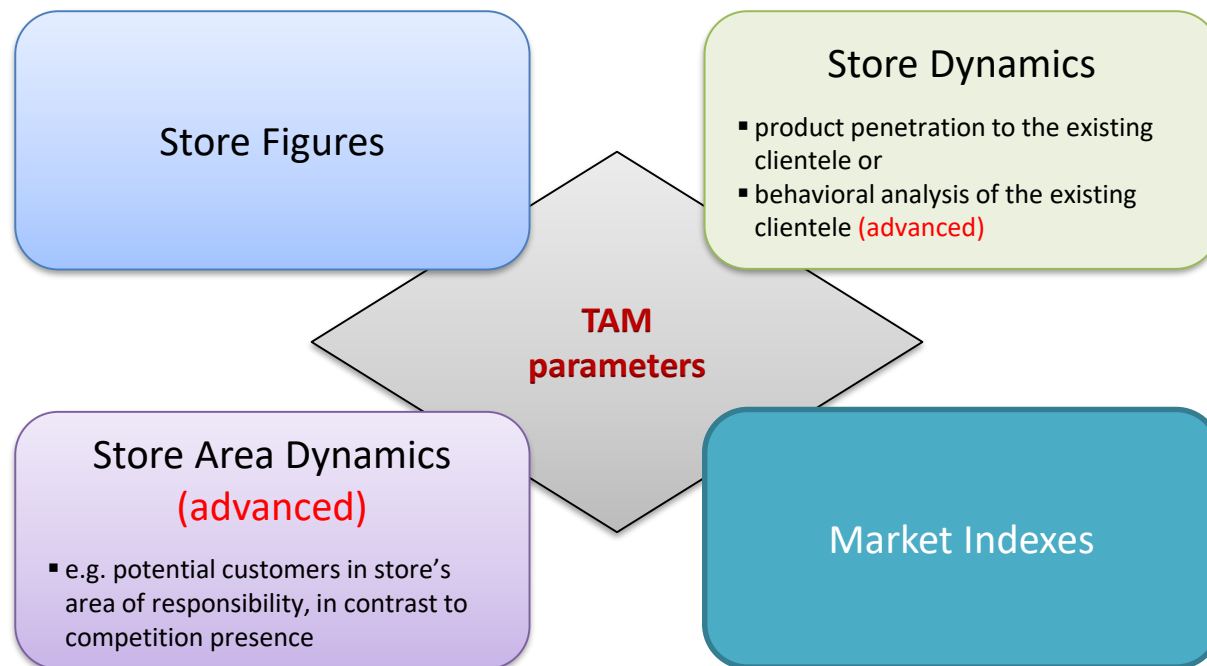 Store Figures
Store Dynamics
▪ product penetration to the existing
clientele or
▪ behavioral analysis of the existing
clientele (advanced)
TAM
parameters
Store Area Dynamics
(advanced)
▪ e.g. potential customers in store’s
area of responsibility, in contrast to
competition presence
Market Indexes